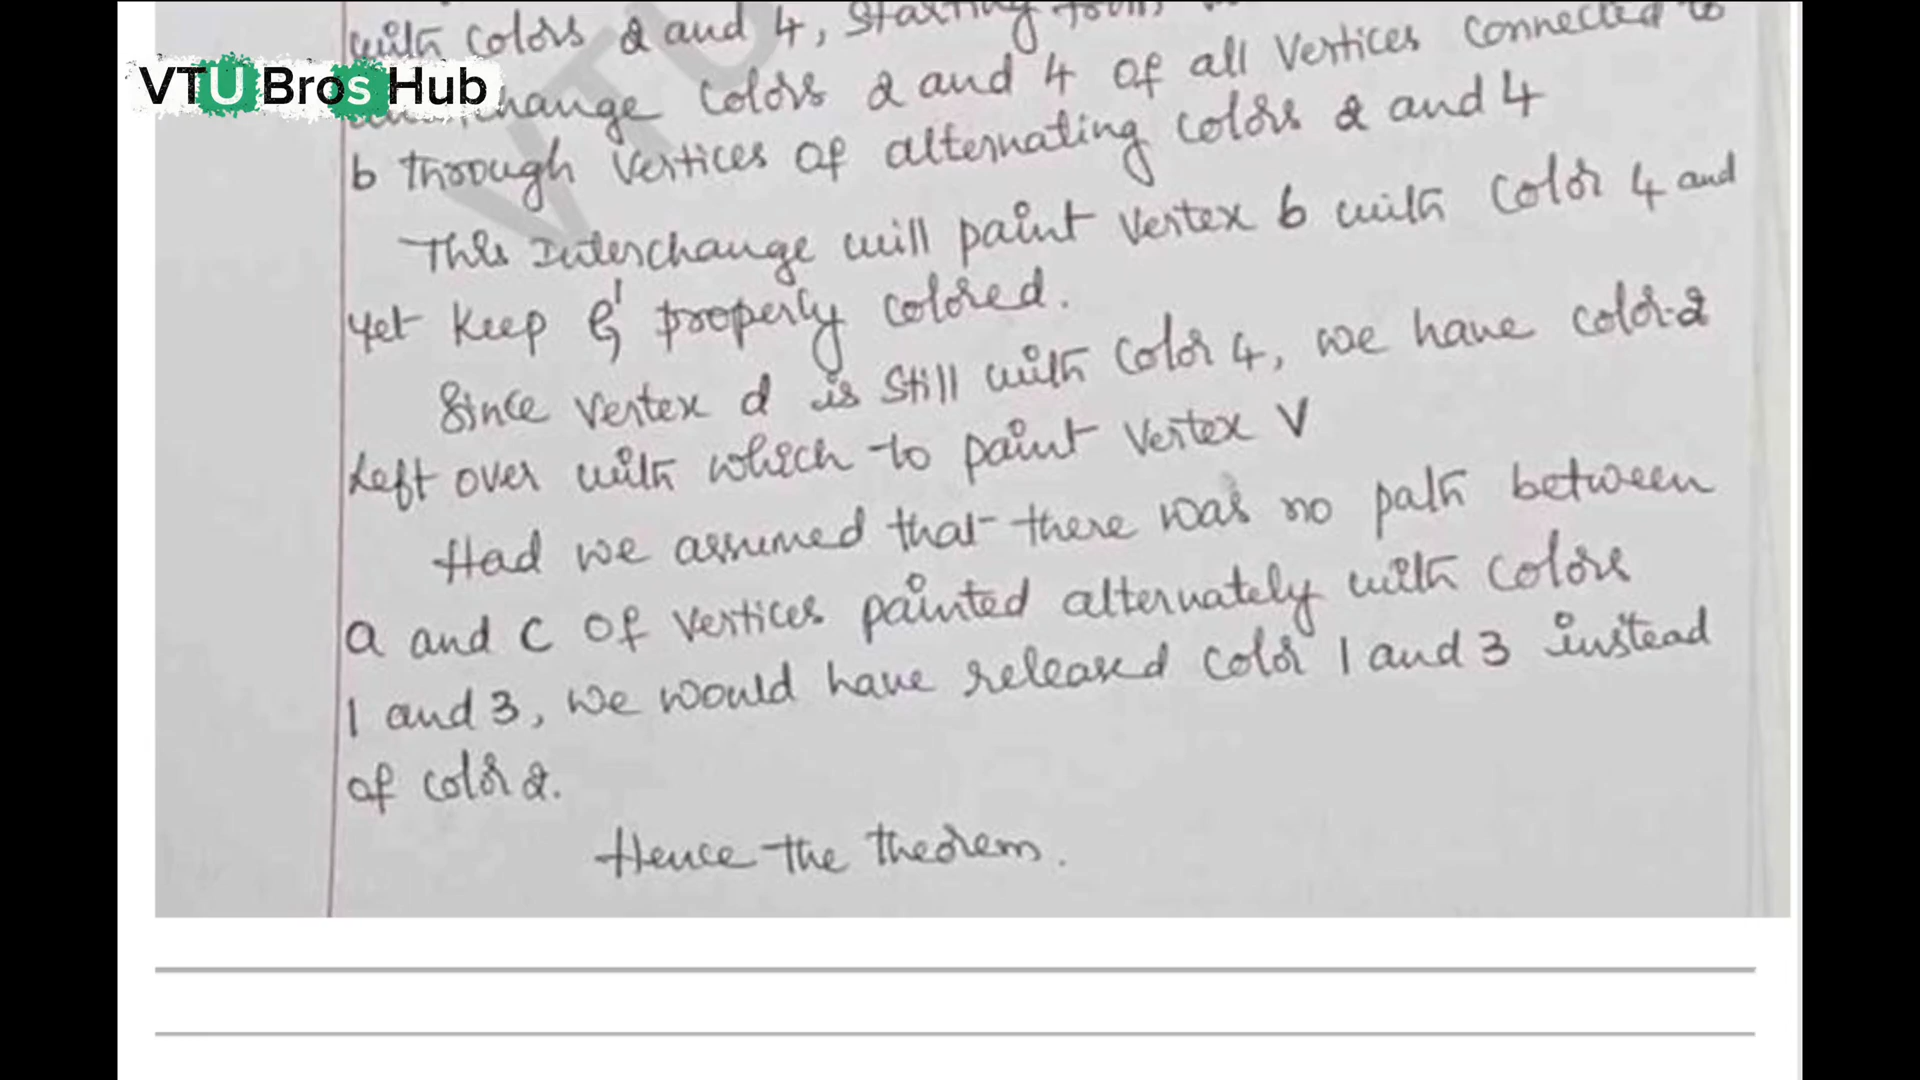 with colors 2 and 4, starting from
VTU Bros Hub
change colors 2 and 4 of all vertices connected to
b through vertices of alternating colors 2 and 4
This Interchange will paint vertex b with color 4 and
yet keep G' properly colored.
Since vertex d is still with color 4, we have color 2
Left over with which to paint vertex V
Had we assumed that there was no path between
a and c of vertices painted alternately with colors
1 and 3, we would have released color 1 and 3 instead
of color 2.
Hence the theorem.